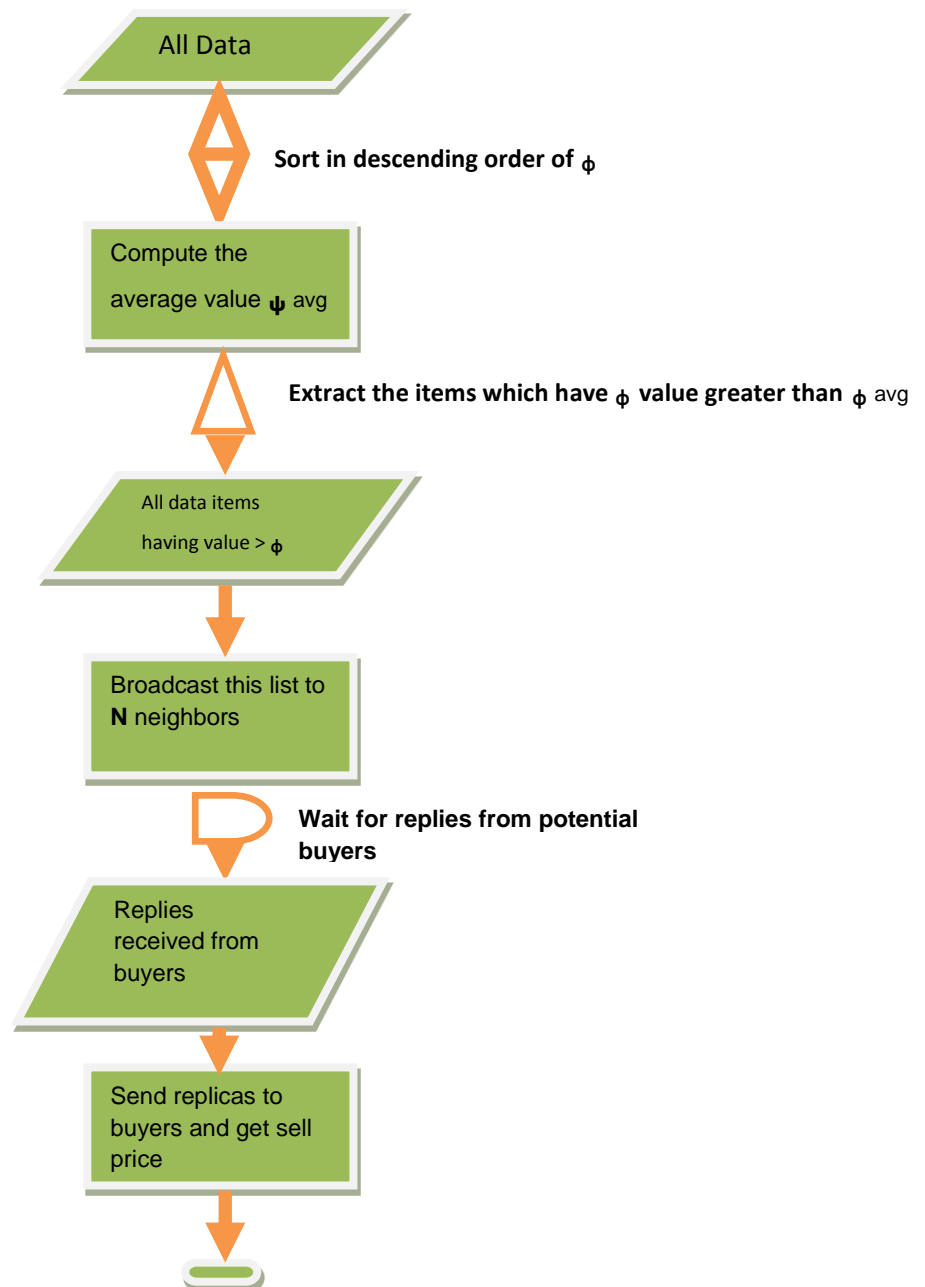 All Data
Sort in descending order of ϕ
Compute the
average value ψ avg
Extract the items which have ϕ value greater than ϕ avg
All data items
having value > ϕ
Broadcast this list to
N neighbors
Wait for replies from potential
buyers
Replies
received from
buyers
Send replicas to
buyers and get sell
price